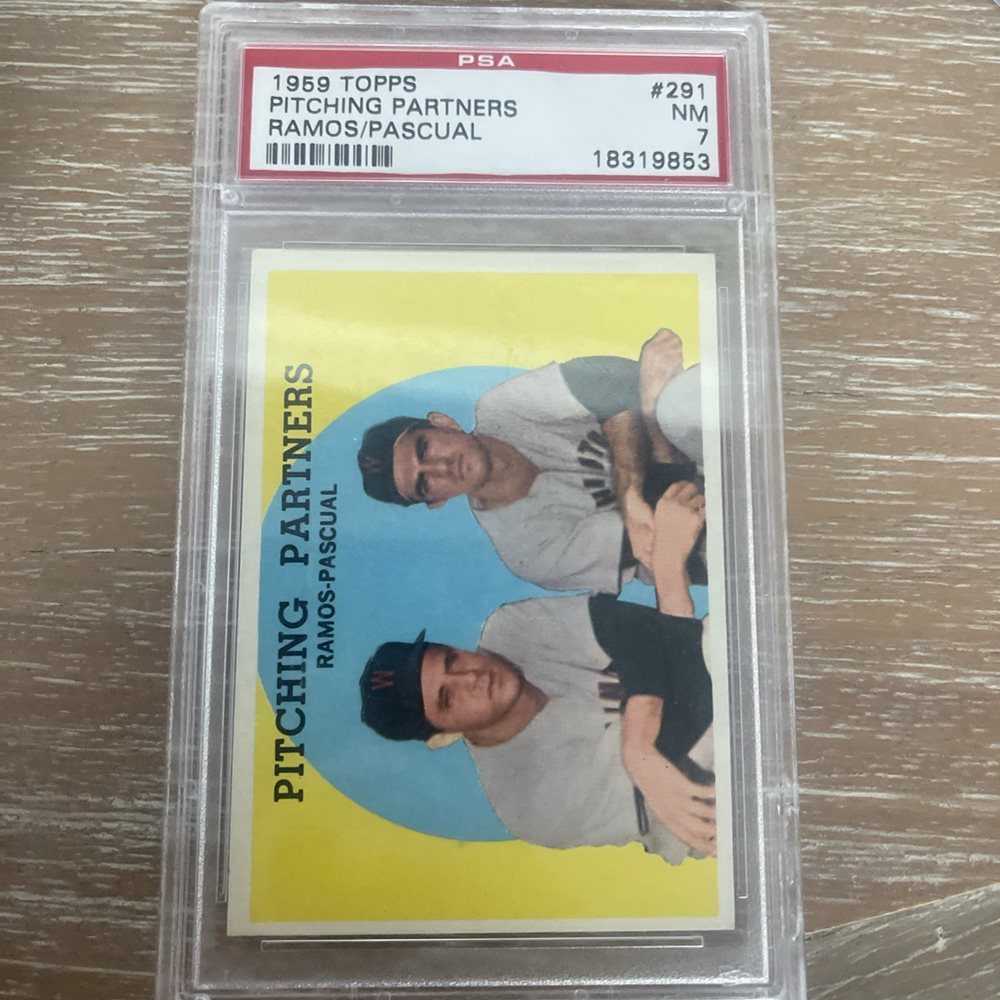 PSA
1959 TOPPS #291
PITCHING PARTNERS NM
RAMOS/PASCUAL 7
18319853
PITCHING PARTNERS
RAMOS-PASCUAL
W
W